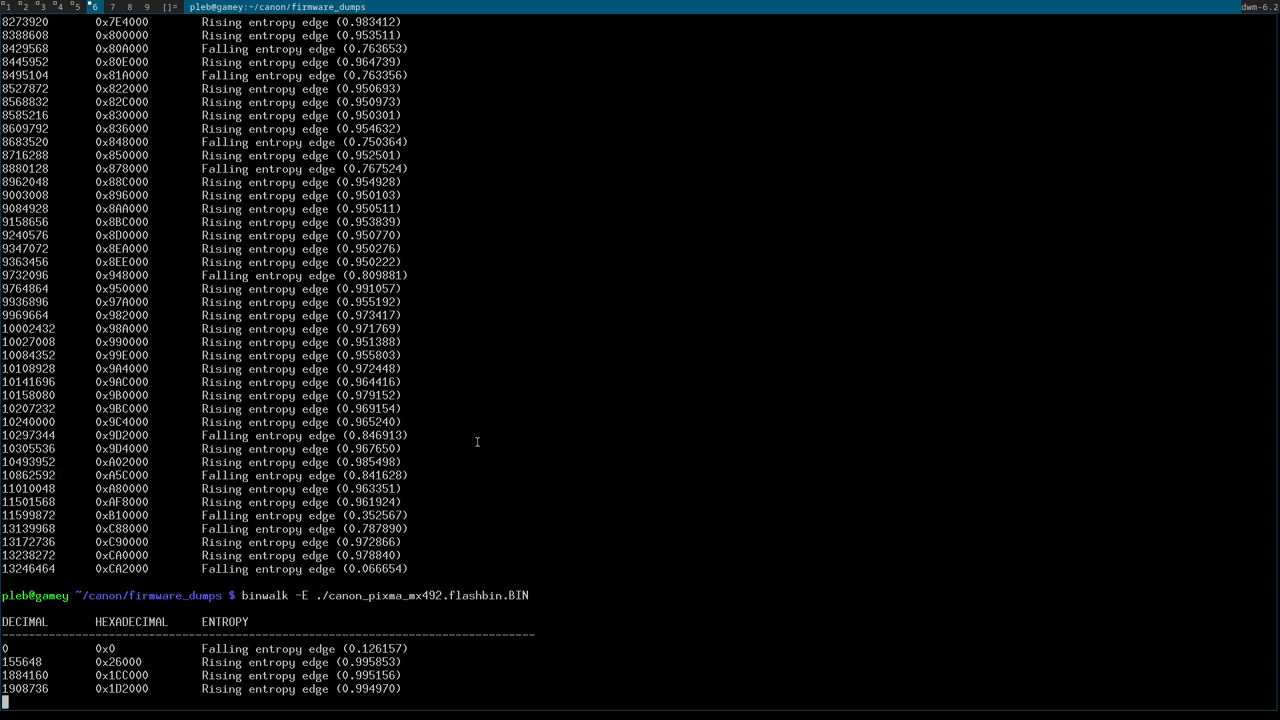 1 2 3 4 5 6 7 8 9 []= pleb@gamey:~/canon/firmware_dumps dwm-6.2
8273920 0x7E4000 Rising entropy edge (0.983412)
8388608 0x800000 Rising entropy edge (0.953511)
8429568 0x80A000 Falling entropy edge (0.763653)
8445952 0x80E000 Rising entropy edge (0.964739)
8495104 0x81A000 Falling entropy edge (0.763356)
8527872 0x822000 Rising entropy edge (0.950693)
8568832 0x82C000 Rising entropy edge (0.950973)
8585216 0x830000 Rising entropy edge (0.950301)
8609792 0x836000 Rising entropy edge (0.954632)
8683520 0x848000 Falling entropy edge (0.750364)
8716288 0x850000 Rising entropy edge (0.952501)
8880128 0x878000 Falling entropy edge (0.767524)
8962048 0x88C000 Rising entropy edge (0.954928)
9003008 0x896000 Rising entropy edge (0.950103)
9084928 0x8AA000 Rising entropy edge (0.950511)
9158656 0x8BC000 Rising entropy edge (0.953839)
9240576 0x8D0000 Rising entropy edge (0.950770)
9347072 0x8EA000 Rising entropy edge (0.950276)
9363456 0x8EE000 Rising entropy edge (0.950222)
9732096 0x948000 Falling entropy edge (0.809881)
9764864 0x950000 Rising entropy edge (0.991057)
9936896 0x97A000 Rising entropy edge (0.955192)
9969664 0x982000 Rising entropy edge (0.973417)
10002432 0x98A000 Rising entropy edge (0.971769)
10027008 0x990000 Rising entropy edge (0.951388)
10084352 0x99E000 Rising entropy edge (0.955803)
10108928 0x9A4000 Rising entropy edge (0.972448)
10141696 0x9AC000 Rising entropy edge (0.964416)
10158080 0x9B0000 Rising entropy edge (0.979152)
10207232 0x9BC000 Rising entropy edge (0.969154)
10240000 0x9C4000 Rising entropy edge (0.965240)
10297344 0x9D2000 Falling entropy edge (0.846913)
10305536 0x9D4000 Rising entropy edge (0.967650)
10493952 0xA02000 Rising entropy edge (0.985498)
10862592 0xA5C000 Falling entropy edge (0.841628)
11010048 0xA80000 Rising entropy edge (0.963351)
11501568 0xAF8000 Rising entropy edge (0.961924)
11599872 0xB10000 Falling entropy edge (0.352567)
13139968 0xC88000 Falling entropy edge (0.787890)
13172736 0xC90000 Rising entropy edge (0.972866)
13238272 0xCA0000 Rising entropy edge (0.978840)
13246464 0xCA2000 Falling entropy edge (0.066654)
pleb@gamey ~/canon/firmware_dumps $ binwalk -E ./canon_pixma_mx492.flashbin.BIN
DECIMAL HEXADECIMAL ENTROPY
--------------------------------------------------------------------------------
0 0x0 Falling entropy edge (0.126157)
155648 0x26000 Rising entropy edge (0.995853)
1884160 0x1CC000 Rising entropy edge (0.995156)
1908736 0x1D2000 Rising entropy edge (0.994970)